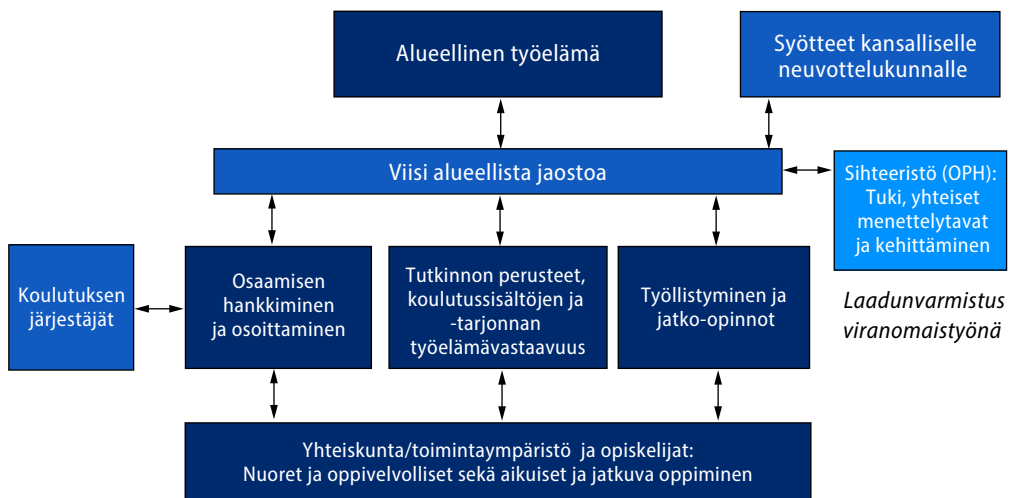 Alueellinen työelämä
Syötteet kansalliselle
neuvottelukunnalle
Viisi alueellista jaostoa
Sihteeristö (OPH):
Tuki, yhteiset
menettelytavat
ja kehittäminen
Koulutuksen
järjestäjät
Osaamisen
hankkiminen
ja osoittaminen
Tutkinnon perusteet,
koulutussisältöjen ja
-tarjonnan
työelämävastaavuus
Työllistyminen ja
jatko-opinnot
Laadunvarmistus
viranomaistyönä
Yhteiskunta/toimintaympäristö ja opiskelijat:
Nuoret ja oppivelvolliset sekä aikuiset ja jatkuva oppiminen